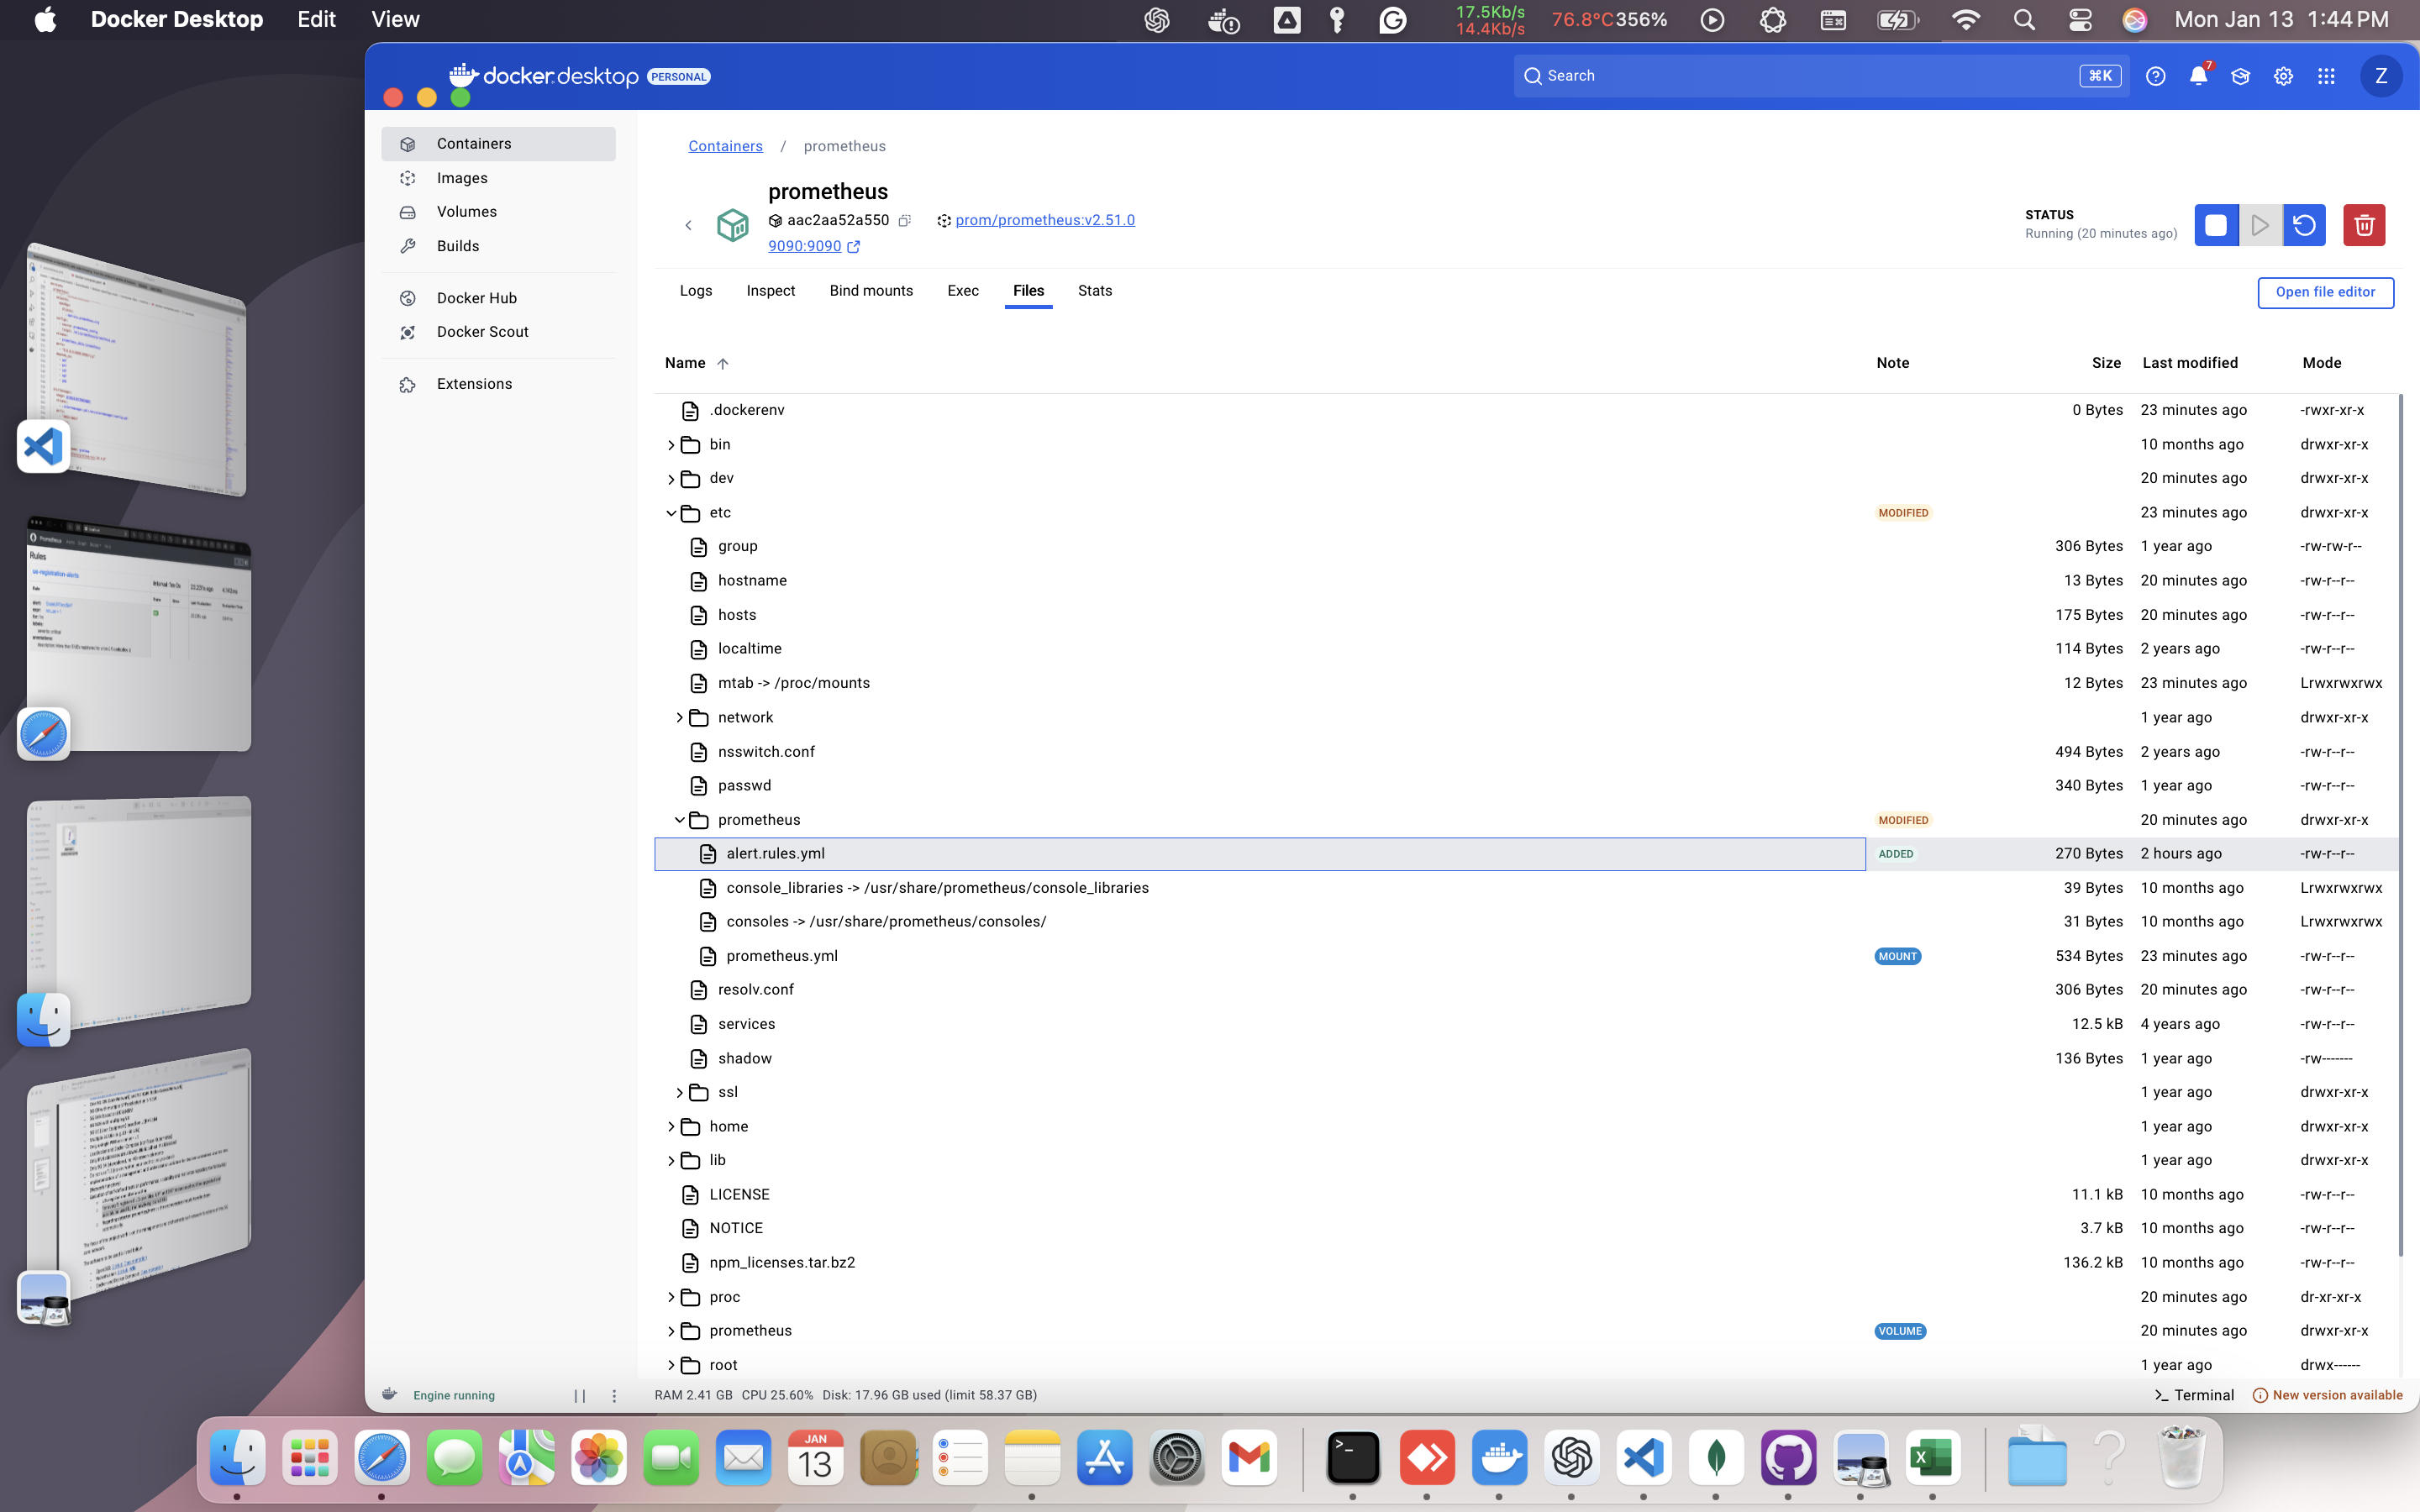 Docker Desktop Edit View
17.5Kb/s
14.4Kb/s
76.8°C356%
Mon Jan 13 1:44 PM
docker desktop PERSONAL
Search ⌘K
7
Z
Containers
Images
Volumes
Builds
Docker Hub
Docker Scout
Extensions
Containers / prometheus
prometheus
aac2aa52a550 prom/prometheus:v2.51.0
9090:9090
STATUS
Running (20 minutes ago)
Logs Inspect Bind mounts Exec Files Stats
Open file editor
Name Note Size Last modified Mode
.dockerenv 0 Bytes 23 minutes ago -rwxr-xr-x
bin 10 months ago drwxr-xr-x
dev 20 minutes ago drwxr-xr-x
etc MODIFIED 23 minutes ago drwxr-xr-x
group 306 Bytes 1 year ago -rw-rw-r--
hostname 13 Bytes 20 minutes ago -rw-r--r--
hosts 175 Bytes 20 minutes ago -rw-r--r--
localtime 114 Bytes 2 years ago -rw-r--r--
mtab -> /proc/mounts 12 Bytes 23 minutes ago Lrwxrwxrwx
network 1 year ago drwxr-xr-x
nsswitch.conf 494 Bytes 2 years ago -rw-r--r--
passwd 340 Bytes 1 year ago -rw-r--r--
prometheus MODIFIED 20 minutes ago drwxr-xr-x
alert.rules.yml ADDED 270 Bytes 2 hours ago -rw-r--r--
console_libraries -> /usr/share/prometheus/console_libraries 39 Bytes 10 months ago Lrwxrwxrwx
consoles -> /usr/share/prometheus/consoles/ 31 Bytes 10 months ago Lrwxrwxrwx
prometheus.yml MOUNT 534 Bytes 23 minutes ago -rw-r--r--
resolv.conf 306 Bytes 20 minutes ago -rw-r--r--
services 12.5 kB 4 years ago -rw-r--r--
shadow 136 Bytes 1 year ago -rw-------
ssl 1 year ago drwxr-xr-x
home 1 year ago drwxr-xr-x
lib 1 year ago drwxr-xr-x
LICENSE 11.1 kB 10 months ago -rw-r--r--
NOTICE 3.7 kB 10 months ago -rw-r--r--
npm_licenses.tar.bz2 136.2 kB 10 months ago -rw-r--r--
proc 20 minutes ago dr-xr-xr-x
prometheus VOLUME 20 minutes ago drwxr-xr-x
root 1 year ago drwx------
Engine running
RAM 2.41 GB CPU 25.60% Disk: 17.96 GB used (limit 58.37 GB)
>_ Terminal
New version available
Prometheus
Rules
JAN
13